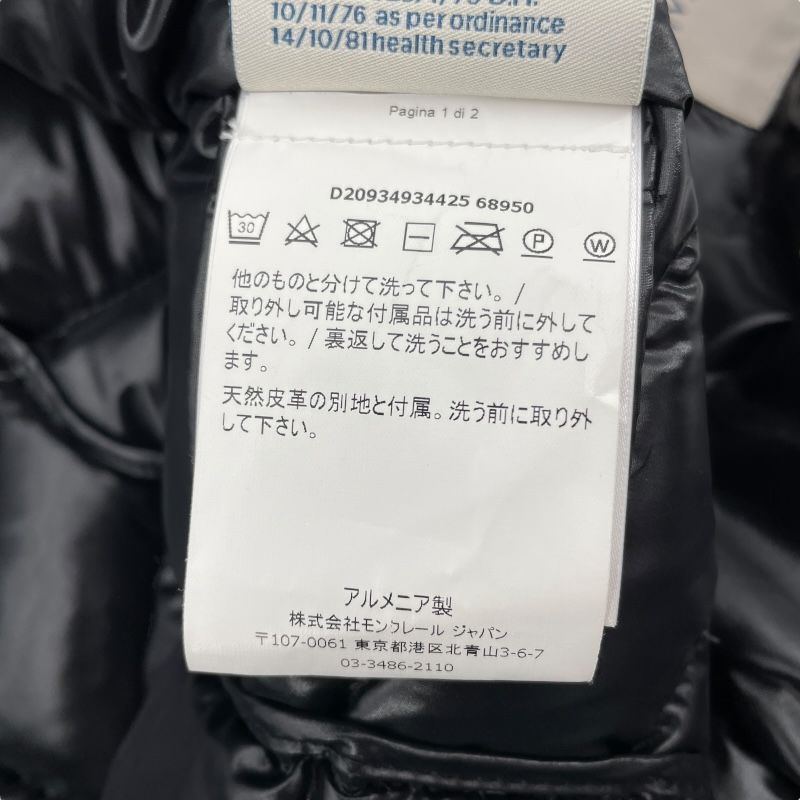 10/11/76 as per ordinance
14/10/81 health secretary
Pagina 1 di 2
D20934934425 68950
30
P
W
他のものと分けて洗って下さい。/
取り外し可能な付属品は洗う前に外して
ください。/ 裏返して洗うことをおすすめし
ます。
天然皮革の別地と付属。洗う前に取り外
して下さい。
アルメニア製
株式会社モンクレール ジャパン
〒107-0061 東京都港区北青山3-6-7
03-3486-2110